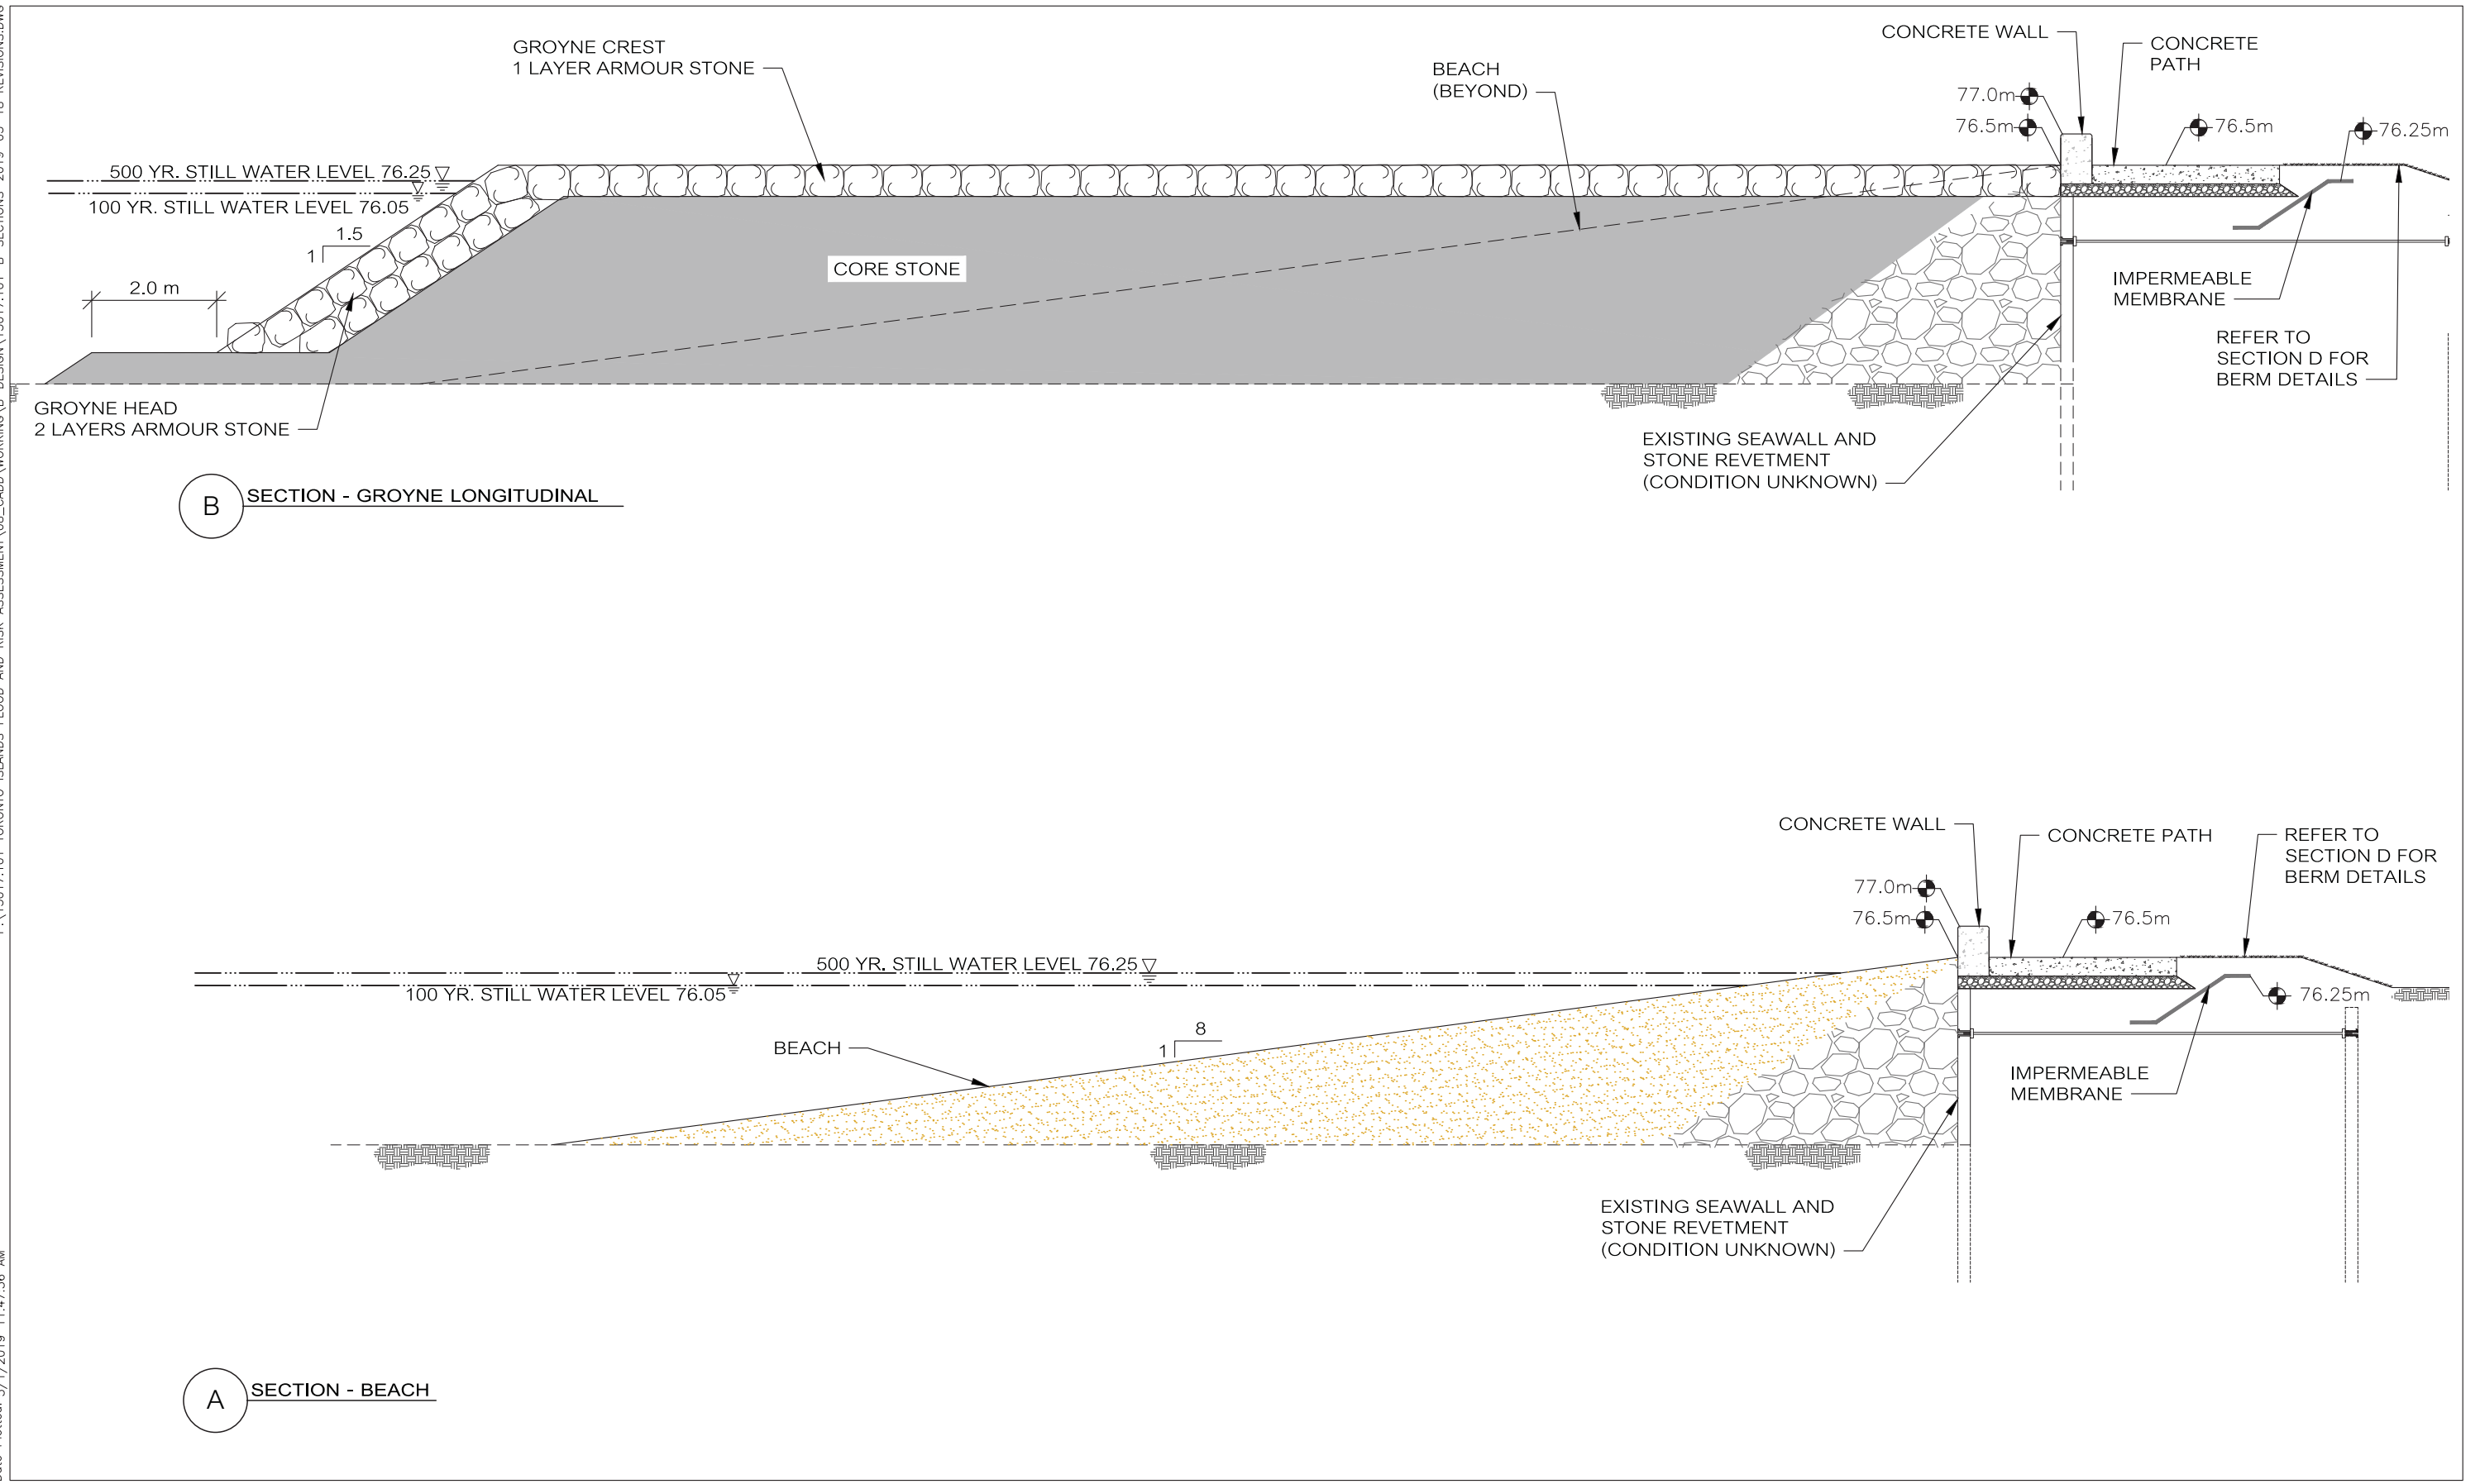 GROYNE CREST
1 LAYER ARMOUR STONE
BEACH
(BEYOND)
CONCRETE WALL
CONCRETE
PATH
77.0m
76.5m
76.5m
76.25m
500 YR. STILL WATER LEVEL 76.25
100 YR. STILL WATER LEVEL 76.05
1.5
1
2.0 m
CORE STONE
IMPERMEABLE
MEMBRANE
REFER TO
SECTION D FOR
BERM DETAILS
GROYNE HEAD
2 LAYERS ARMOUR STONE
EXISTING SEAWALL AND
STONE REVETMENT
(CONDITION UNKNOWN)
B
SECTION - GROYNE LONGITUDINAL
CONCRETE WALL
CONCRETE PATH
REFER TO
SECTION D FOR
BERM DETAILS
77.0m
76.5m
76.5m
76.25m
500 YR. STILL WATER LEVEL 76.25
100 YR. STILL WATER LEVEL 76.05
8
1
BEACH
IMPERMEABLE
MEMBRANE
EXISTING SEAWALL AND
STONE REVETMENT
(CONDITION UNKNOWN)
A
SECTION - BEACH